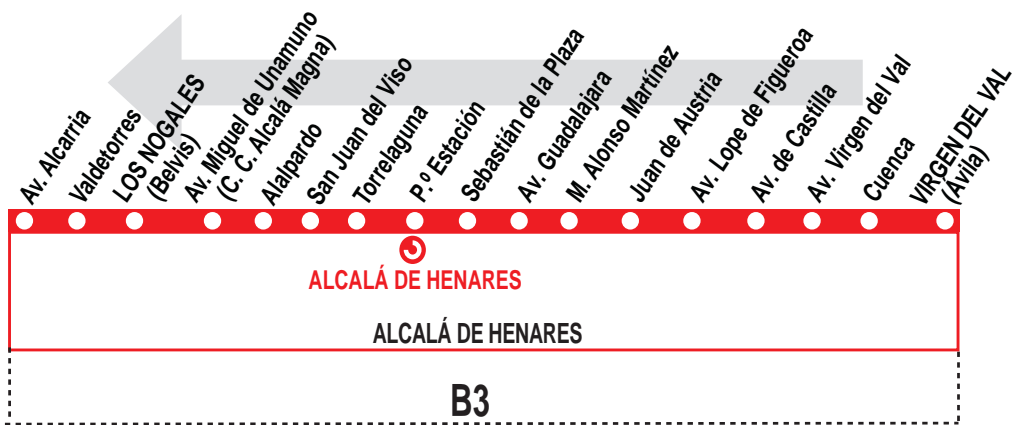 Av. Alcarria
Valdetorres
LOS NOGALES
(Belvis)
Av. Miguel de Unamuno
(C. C. Alcalá Magna)
Alalpardo
San Juan del Viso
Torrelaguna
P.º Estación
Sebastián de la Plaza
Av. Guadalajara
M. Alonso Martínez
Juan de Austria
Av. Lope de Figueroa
Av. de Castilla
Av. Virgen del Val
Cuenca
VIRGEN DEL VAL
(Ávila)
ALCALÁ DE HENARES
ALCALÁ DE HENARES
B3